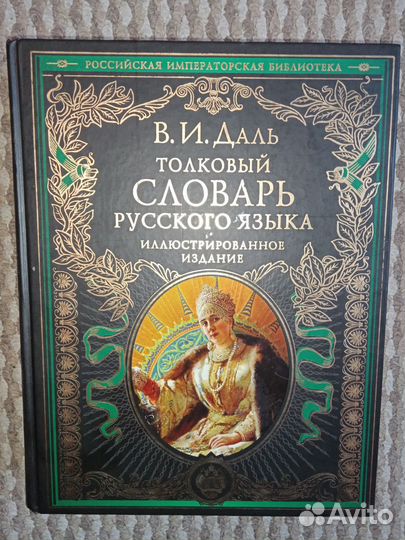 РОССИЙСКАЯ ИМПЕРАТОРСКАЯ БИБЛИОТЕКА
В. И. ДАЛЬ
ТОЛКОВЫЙ
СЛОВАРЬ
РУССКОГО ЯЗЫКА
ИЛЛЮСТРИРОВАННОЕ
ИЗДАНИЕ
Avito